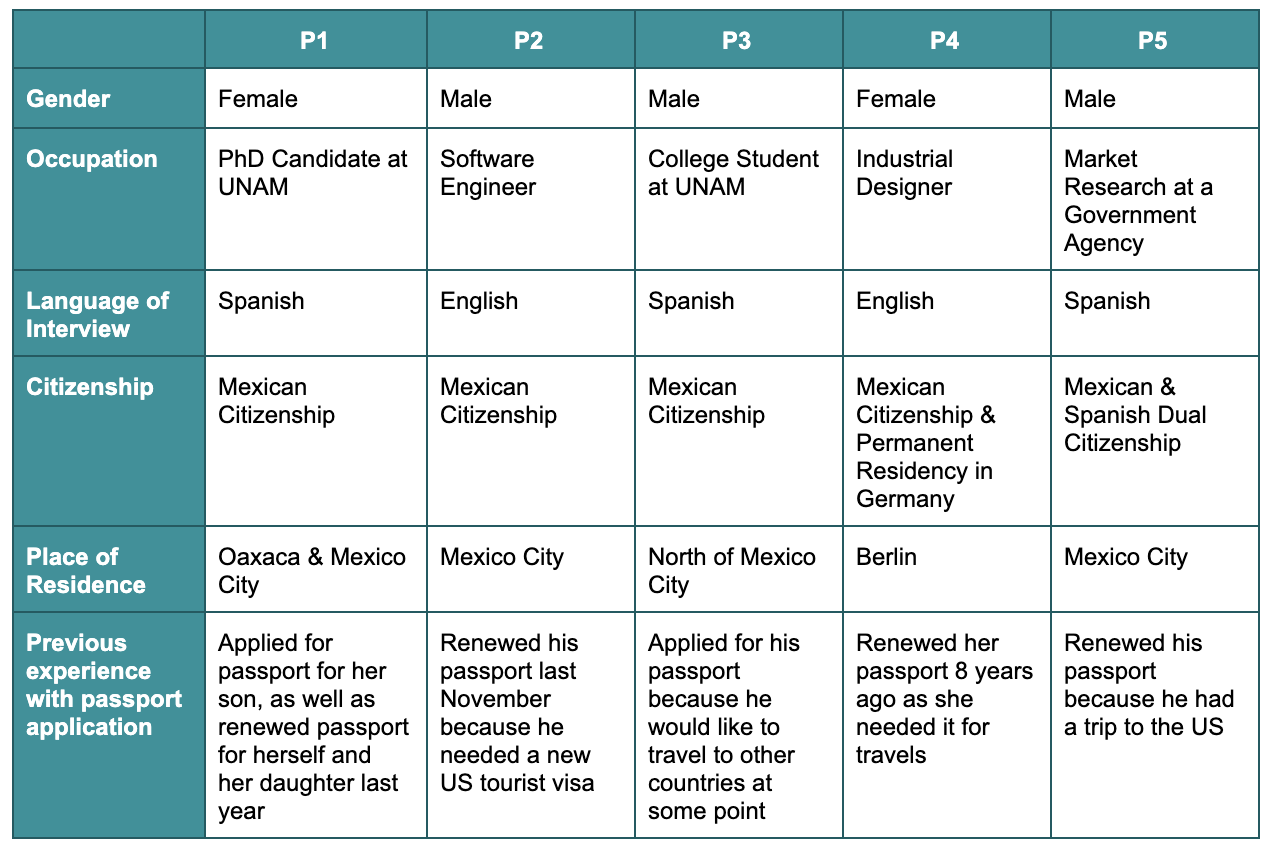 P1 P2 P3 P4 P5
Gender Female Male Male Female Male
Occupation PhD Candidate at Software College Student Industrial Market
UNAM Engineer at UNAM Designer Research at a
Government
Agency
Language of Spanish English Spanish English Spanish
Interview
Citizenship Mexican Mexican Mexican Mexican Mexican &
Citizenship Citizenship Citizenship Citizenship & Spanish Dual
Permanent Citizenship
Residency in
Germany
Place of Oaxaca & Mexico Mexico City North of Mexico Berlin Mexico City
Residence City City
Previous Applied for Renewed his Applied for his Renewed her Renewed his
experience passport for her passport last passport passport 8 years passport
with passport son, as well as November because he ago as she because he had
application renewed passport because he would like to needed it for a trip to the US
for herself and needed a new travel to other travels
her daughter last US tourist visa countries at
year some point